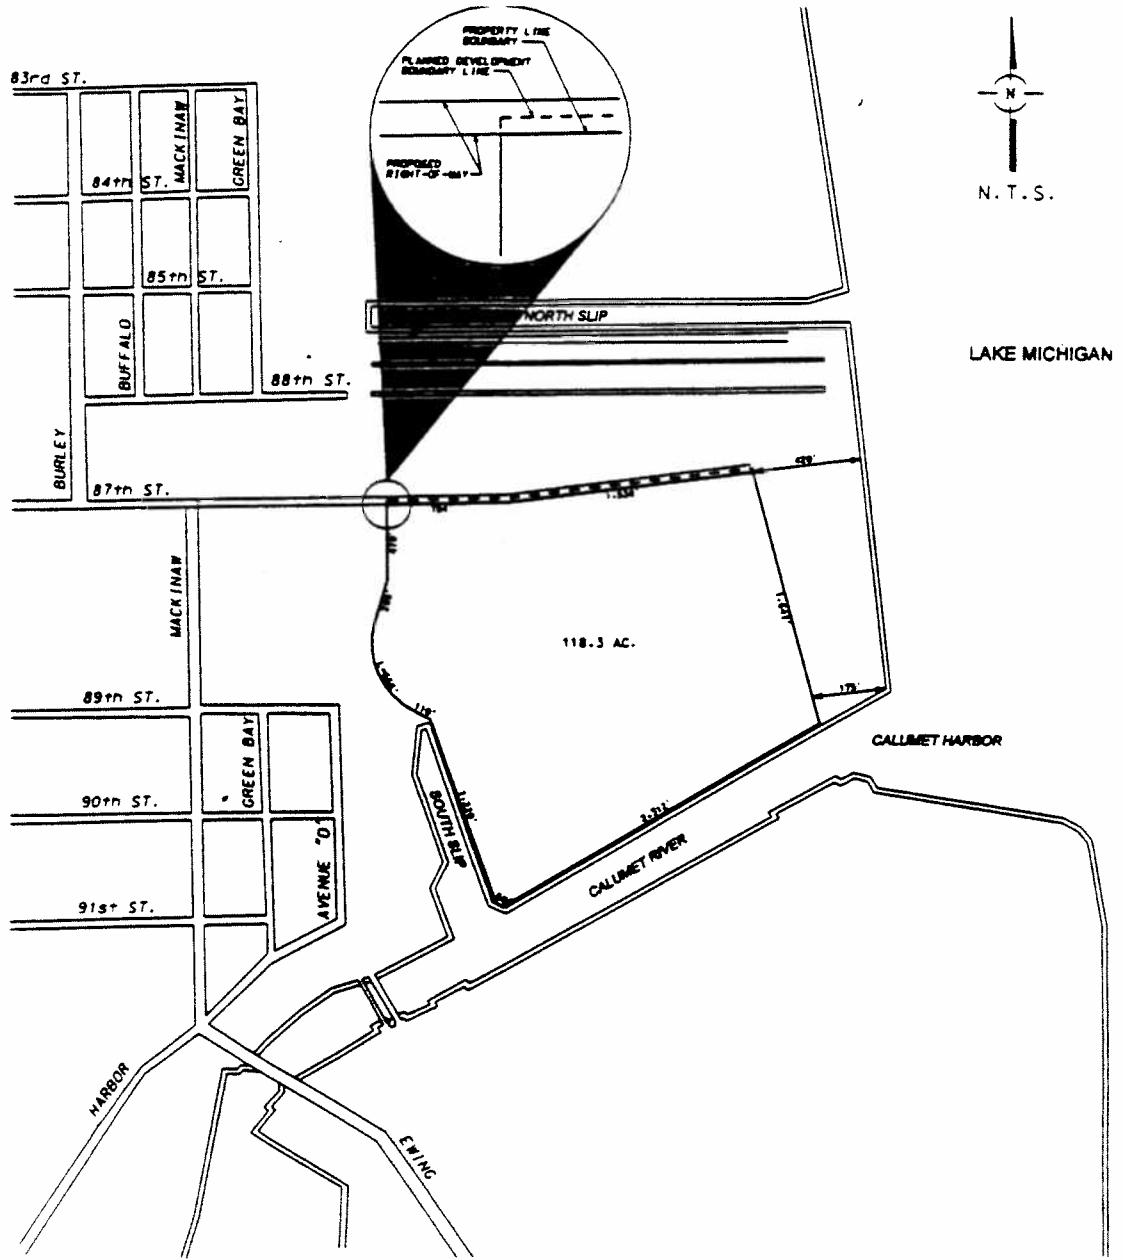 PROPERTY LINE
BOUNDARY
PLANNED DEVELOPMENT
BOUNDARY LINE
PROPOSED
RIGHT-OF-WAY
N
N.T.S.
83rd ST.
MACKINAW
GREEN BAY
84th ST.
85th ST.
BUFFALO
NORTH SLIP
LAKE MICHIGAN
88th ST.
BURLEY
87th ST.
MACKINAW
118.3 AC.
175'
89th ST.
119'
GREEN BAY
CALUMET HARBOR
90th ST.
SOUTH SLIP
AVENUE "O"
CALUMET RIVER
91st ST.
HARBOR
EWING